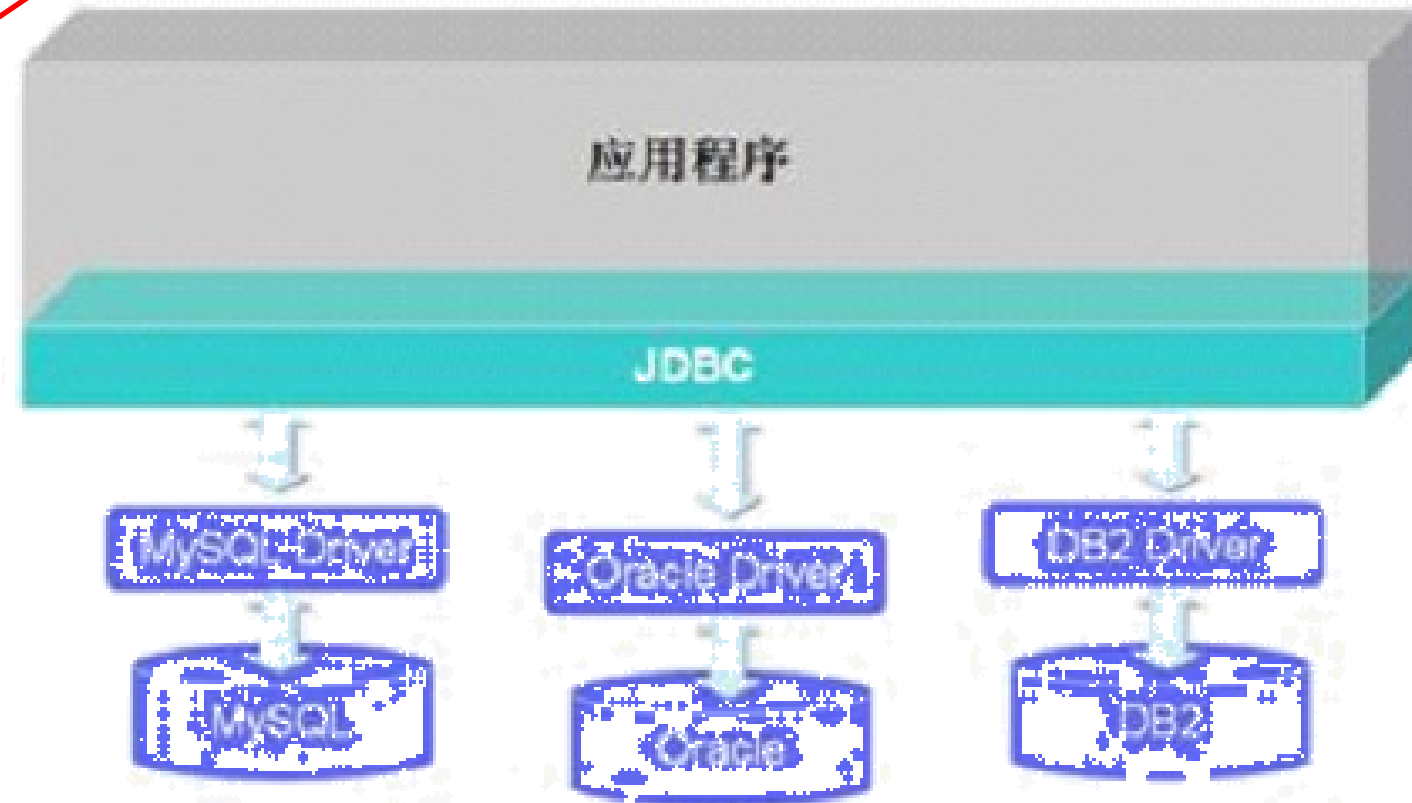 应用程序
JDBC
MySQL Driver
Oracle Driver
DB2 Driver
MySQL
Oracle
DB2